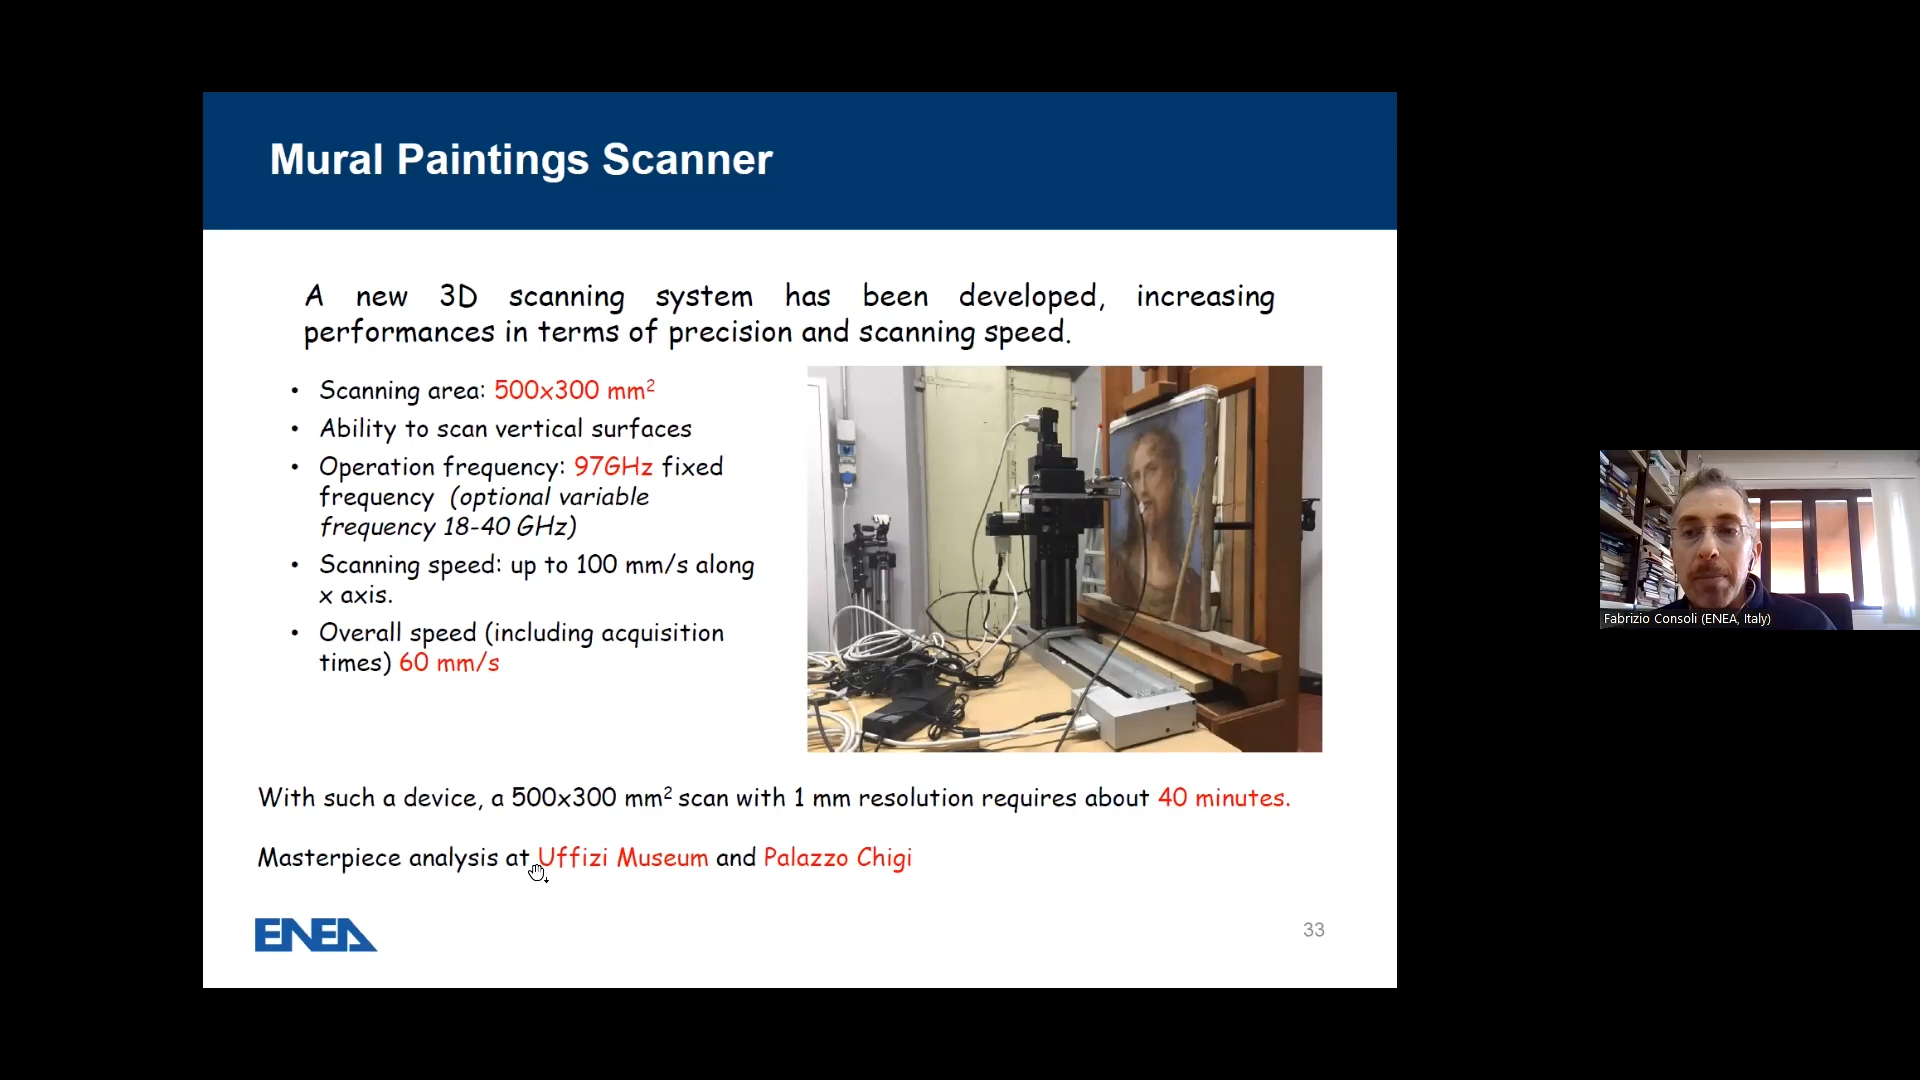 Mural Paintings Scanner
A new 3D scanning system has been developed, increasing
performances in terms of precision and scanning speed.
• Scanning area: 500x300 mm²
• Ability to scan vertical surfaces
• Operation frequency: 97GHz fixed
frequency (optional variable
frequency 18-40 GHz)
• Scanning speed: up to 100 mm/s along
x axis.
• Overall speed (including acquisition
times) 60 mm/s
With such a device, a 500x300 mm² scan with 1 mm resolution requires about 40 minutes.
Masterpiece analysis at Uffizi Museum and Palazzo Chigi
ENEA
33
Fabrizio Consoli (ENEA, Italy)